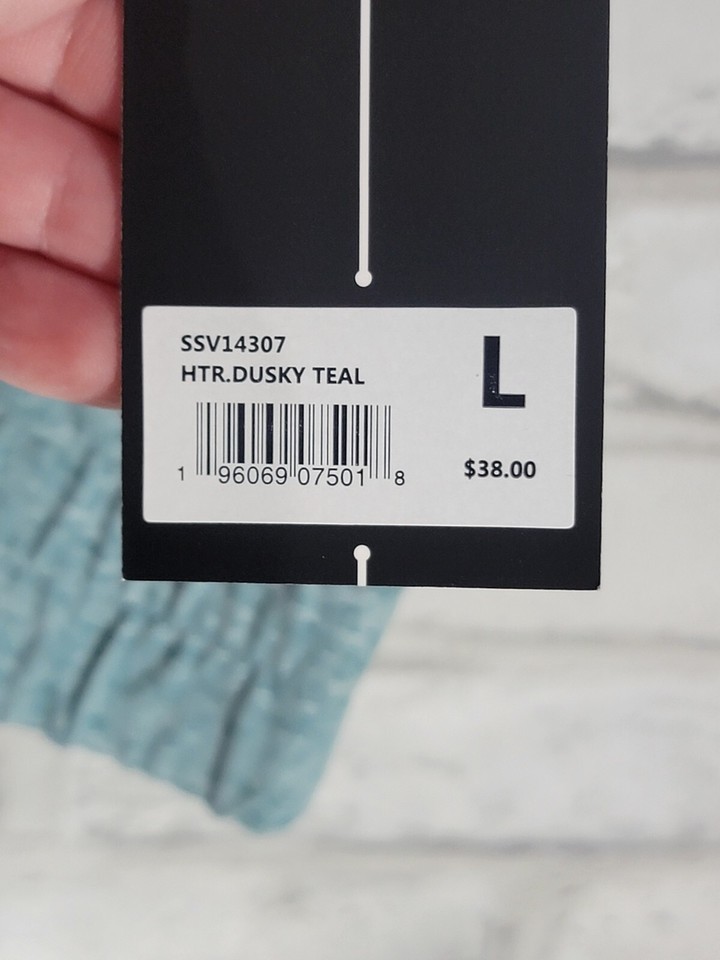 SSV14307
HTR.DUSKY TEAL
L
1 96069 07501 8
$38.00